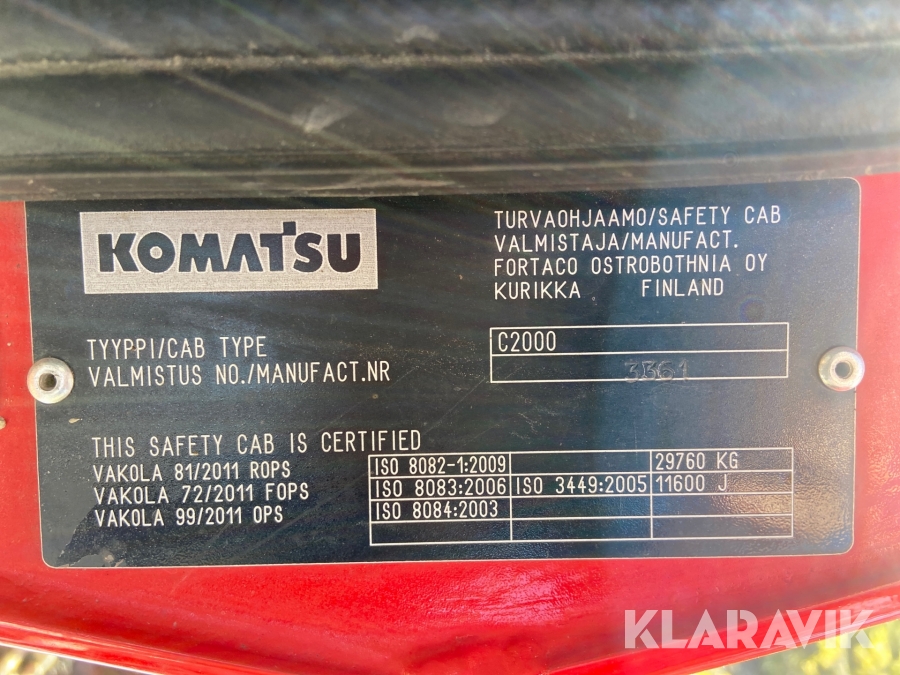 KOMATSU
TURVAOHJAAMO/SAFETY CAB
VALMISTAJA/MANUFACT.
FORTACO OSTROBOTHNIA OY
KURIKKA FINLAND
TYYPPI/CAB TYPE C2000
VALMISTUS NO./MANUFACT.NR 3361
THIS SAFETY CAB IS CERTIFIED
VAKOLA 81/2011 ROPS ISO 8082-1:2009 29760 KG
VAKOLA 72/2011 FOPS ISO 8083:2006 ISO 3449:2005 11600 J
VAKOLA 99/2011 OPS ISO 8084:2003
KLARAVIK